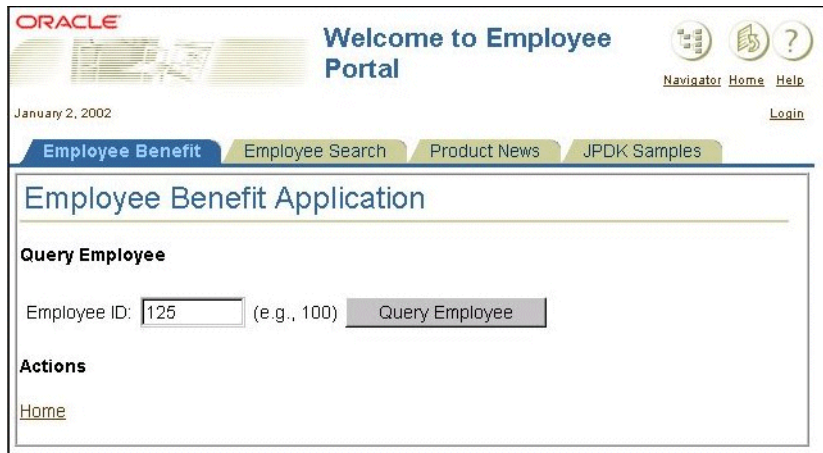 ORACLE
Welcome to Employee
Portal
Navigator Home Help
January 2, 2002
Login
Employee Benefit Employee Search Product News JPDK Samples
Employee Benefit Application
Query Employee
Employee ID: 125 (e.g., 100) Query Employee
Actions
Home